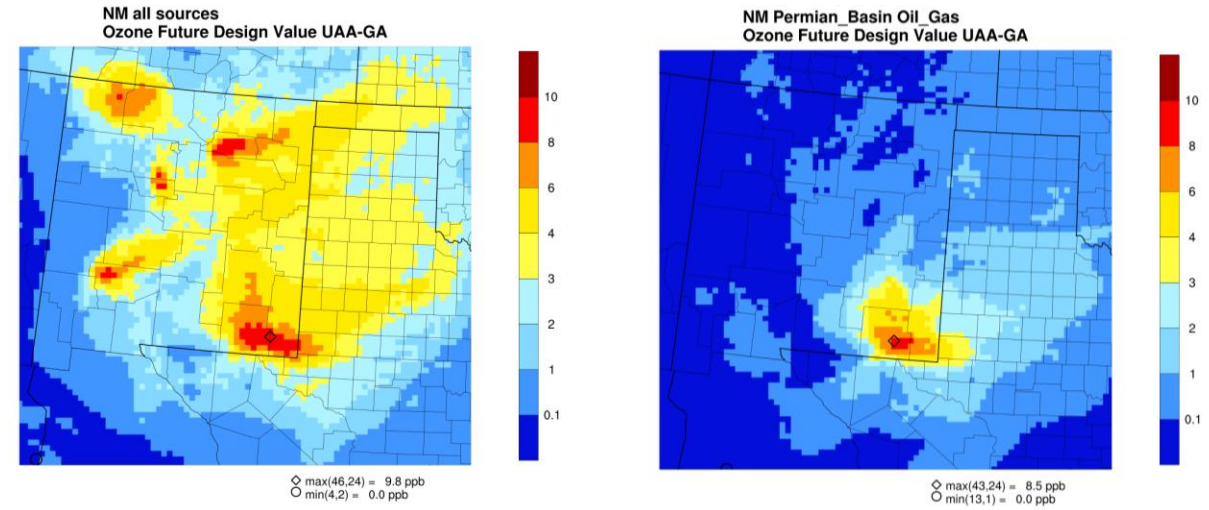 NM all sources
Ozone Future Design Value UAA-GA
10
8
6
4
3
2
1
0.1
max(46,24) = 9.8 ppb
min(4,2) = 0.0 ppb
NM Permian_Basin Oil_Gas
Ozone Future Design Value UAA-GA
10
8
6
4
3
2
1
0.1
max(43,24) = 8.5 ppb
min(13,1) = 0.0 ppb